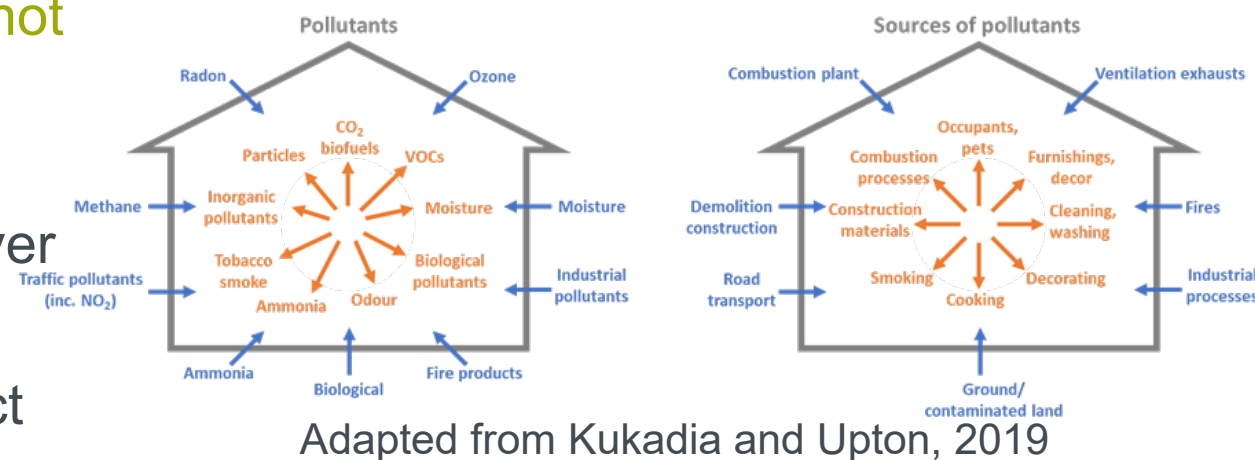 not
ver
ct
Pollutants
Radon
Ozone
CO₂
biofuels
Particles
VOCs
Inorganic
pollutants
Methane
Moisture
Moisture
Tobacco
smoke
Biological
pollutants
Traffic pollutants
(inc. NO₂)
Industrial
pollutants
Ammonia
Odour
Ammonia
Biological
Fire products
Sources of pollutants
Combustion plant
Ventilation exhausts
Occupants,
pets
Combustion
processes
Furnishings,
decor
Demolition
construction
Construction
materials
Cleaning,
washing
Fires
Road
transport
Smoking
Decorating
Industrial
processes
Cooking
Ground/
contaminated land
Adapted from Kukadia and Upton, 2019